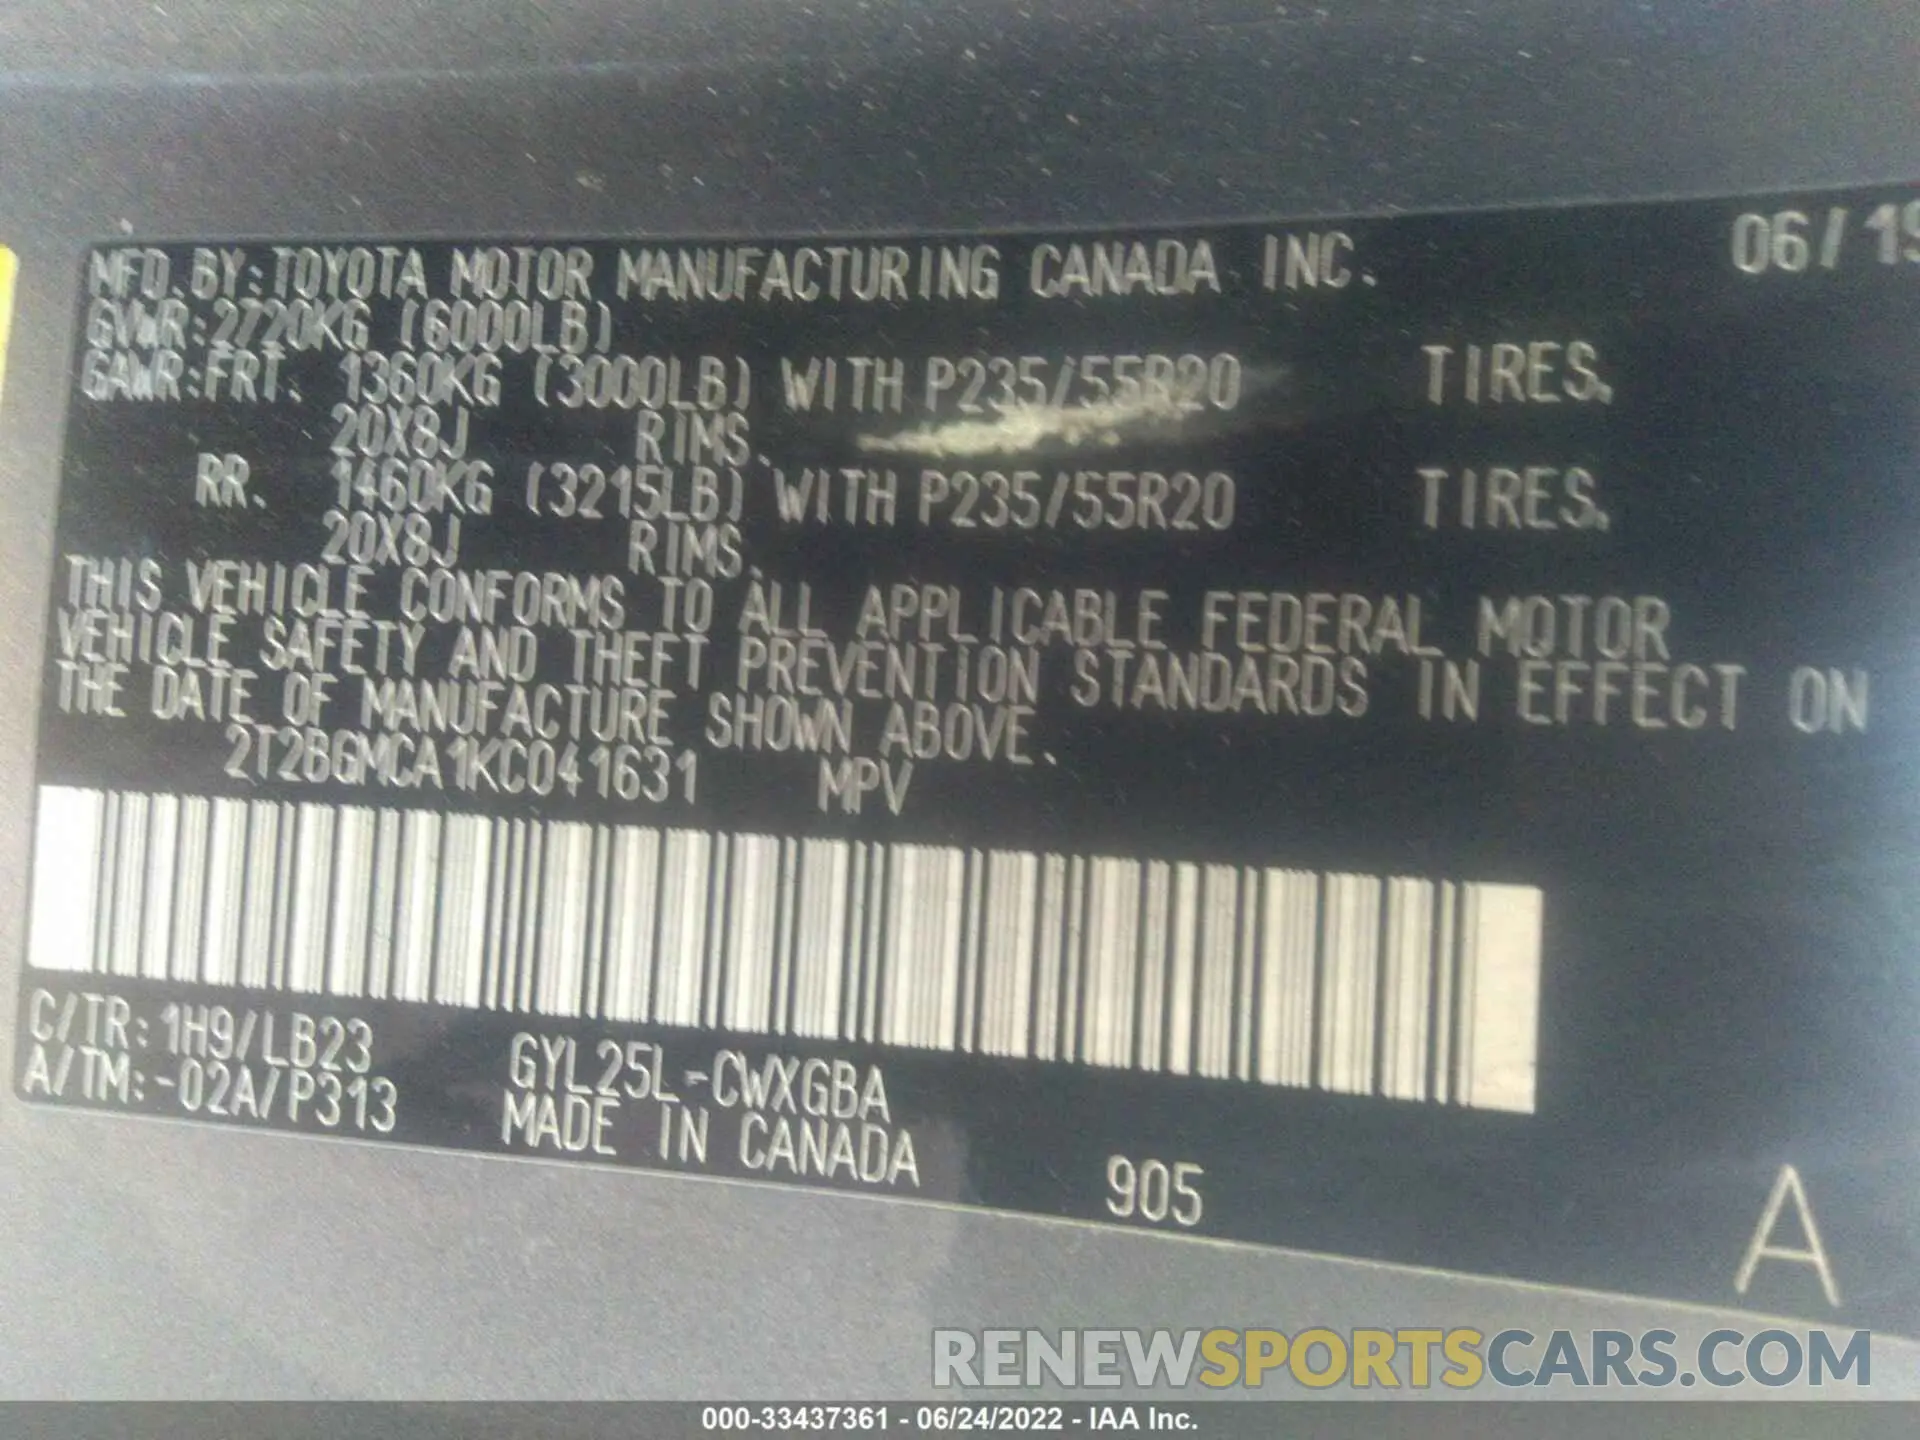 MFD. BY: TOYOTA MOTOR MANUFACTURING CANADA INC. 06/19
GVWR: 2720KG (6000LB)
GAWR: FRT. 1360KG (3000LB) WITH P235/55R20 TIRES,
20X8J RIMS.
RR. 1460KG (3215LB) WITH P235/55R20 TIRES,
20X8J RIMS.
THIS VEHICLE CONFORMS TO ALL APPLICABLE FEDERAL MOTOR
VEHICLE SAFETY AND THEFT PREVENTION STANDARDS IN EFFECT ON
THE DATE OF MANUFACTURE SHOWN ABOVE.
2T2BGMCA1KC041631 MPV
C/TR: 1H9/LB23 GYL25L-CWXGBA
A/TM: -02A/P313 MADE IN CANADA 905 A
RENEWSPORTSCARS.COM
000-33437361 - 06/24/2022 - IAA Inc.